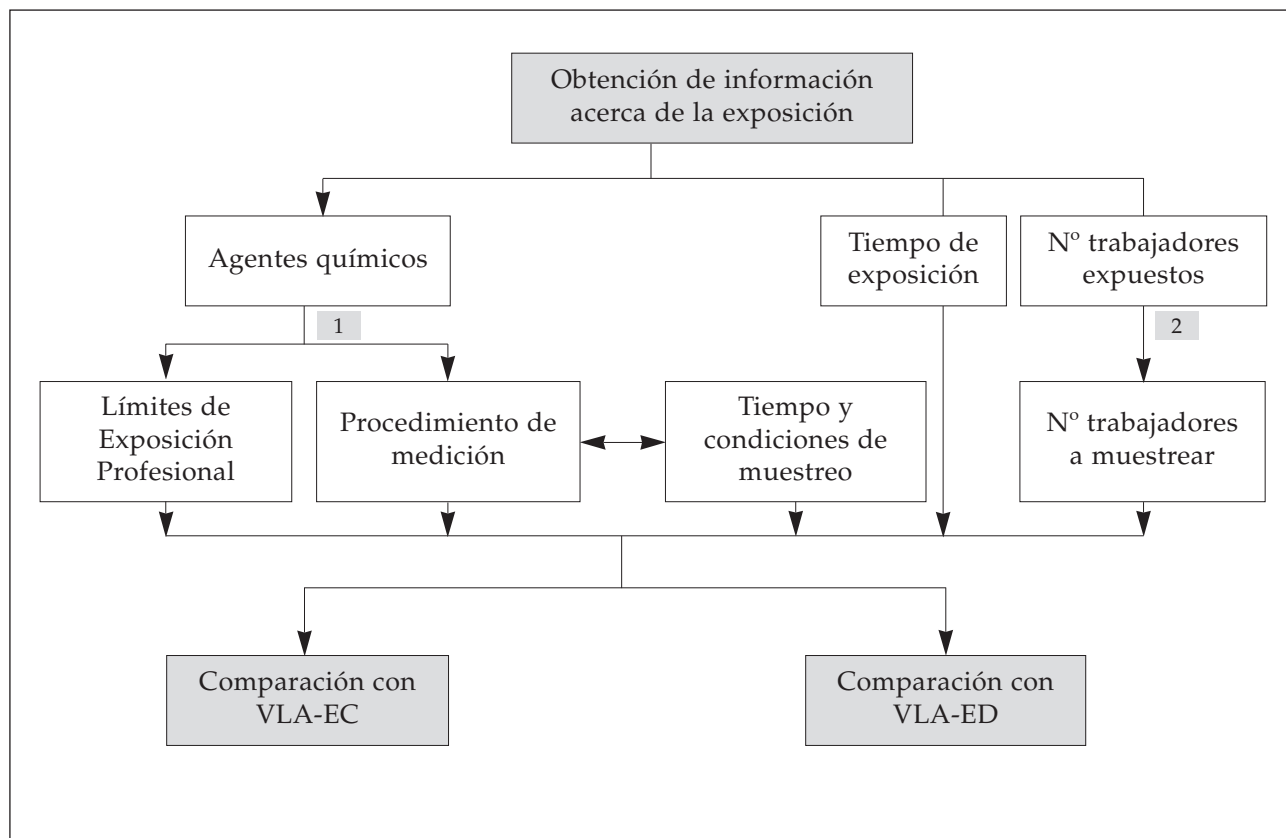 Obtención de información
acerca de la exposición
Agentes químicos
Tiempo de
exposición
Nº trabajadores
expuestos
1
2
Límites de
Exposición
Profesional
Procedimiento de
medición
Tiempo y
condiciones de
muestreo
Nº trabajadores
a muestrear
Comparación con
VLA-EC
Comparación con
VLA-ED